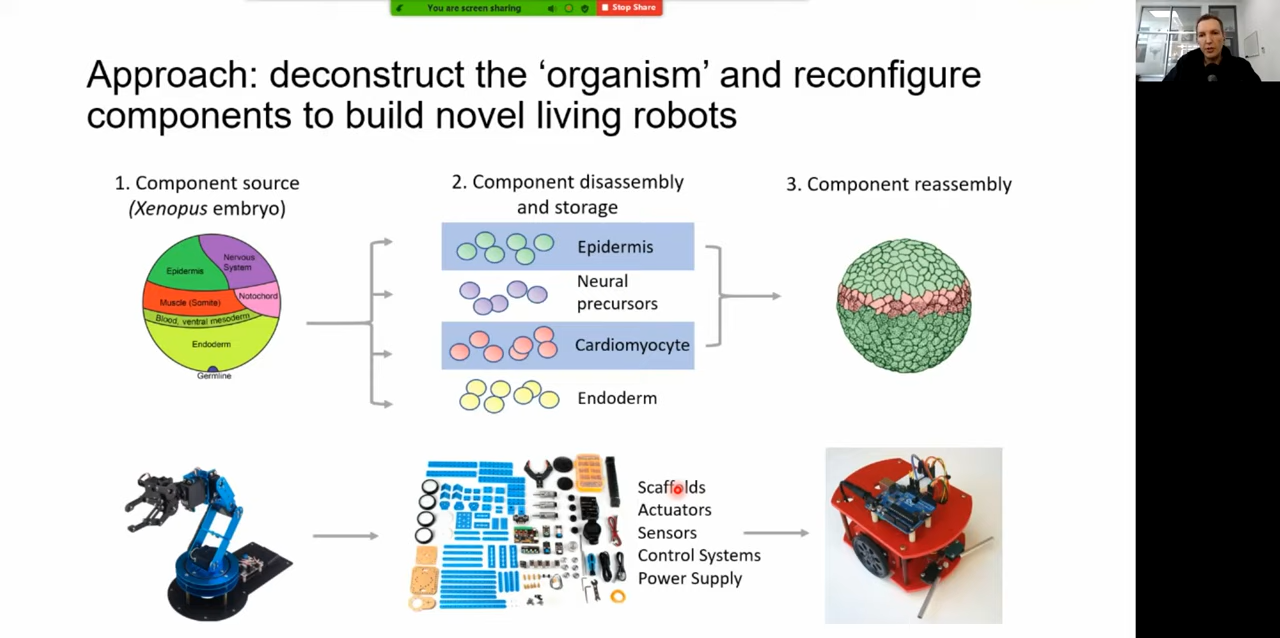 You are screen sharing
Stop Share
Approach: deconstruct the ‘organism’ and reconfigure
components to build novel living robots
1. Component source
(Xenopus embryo)
2. Component disassembly
and storage
3. Component reassembly
Nervous
System
Epidermis
Notochord
Muscle (Somite)
Blood, ventral mesoderm
Endoderm
Germline
Epidermis
Neural
precursors
Cardiomyocyte
Endoderm
Scaffolds
Actuators
Sensors
Control Systems
Power Supply